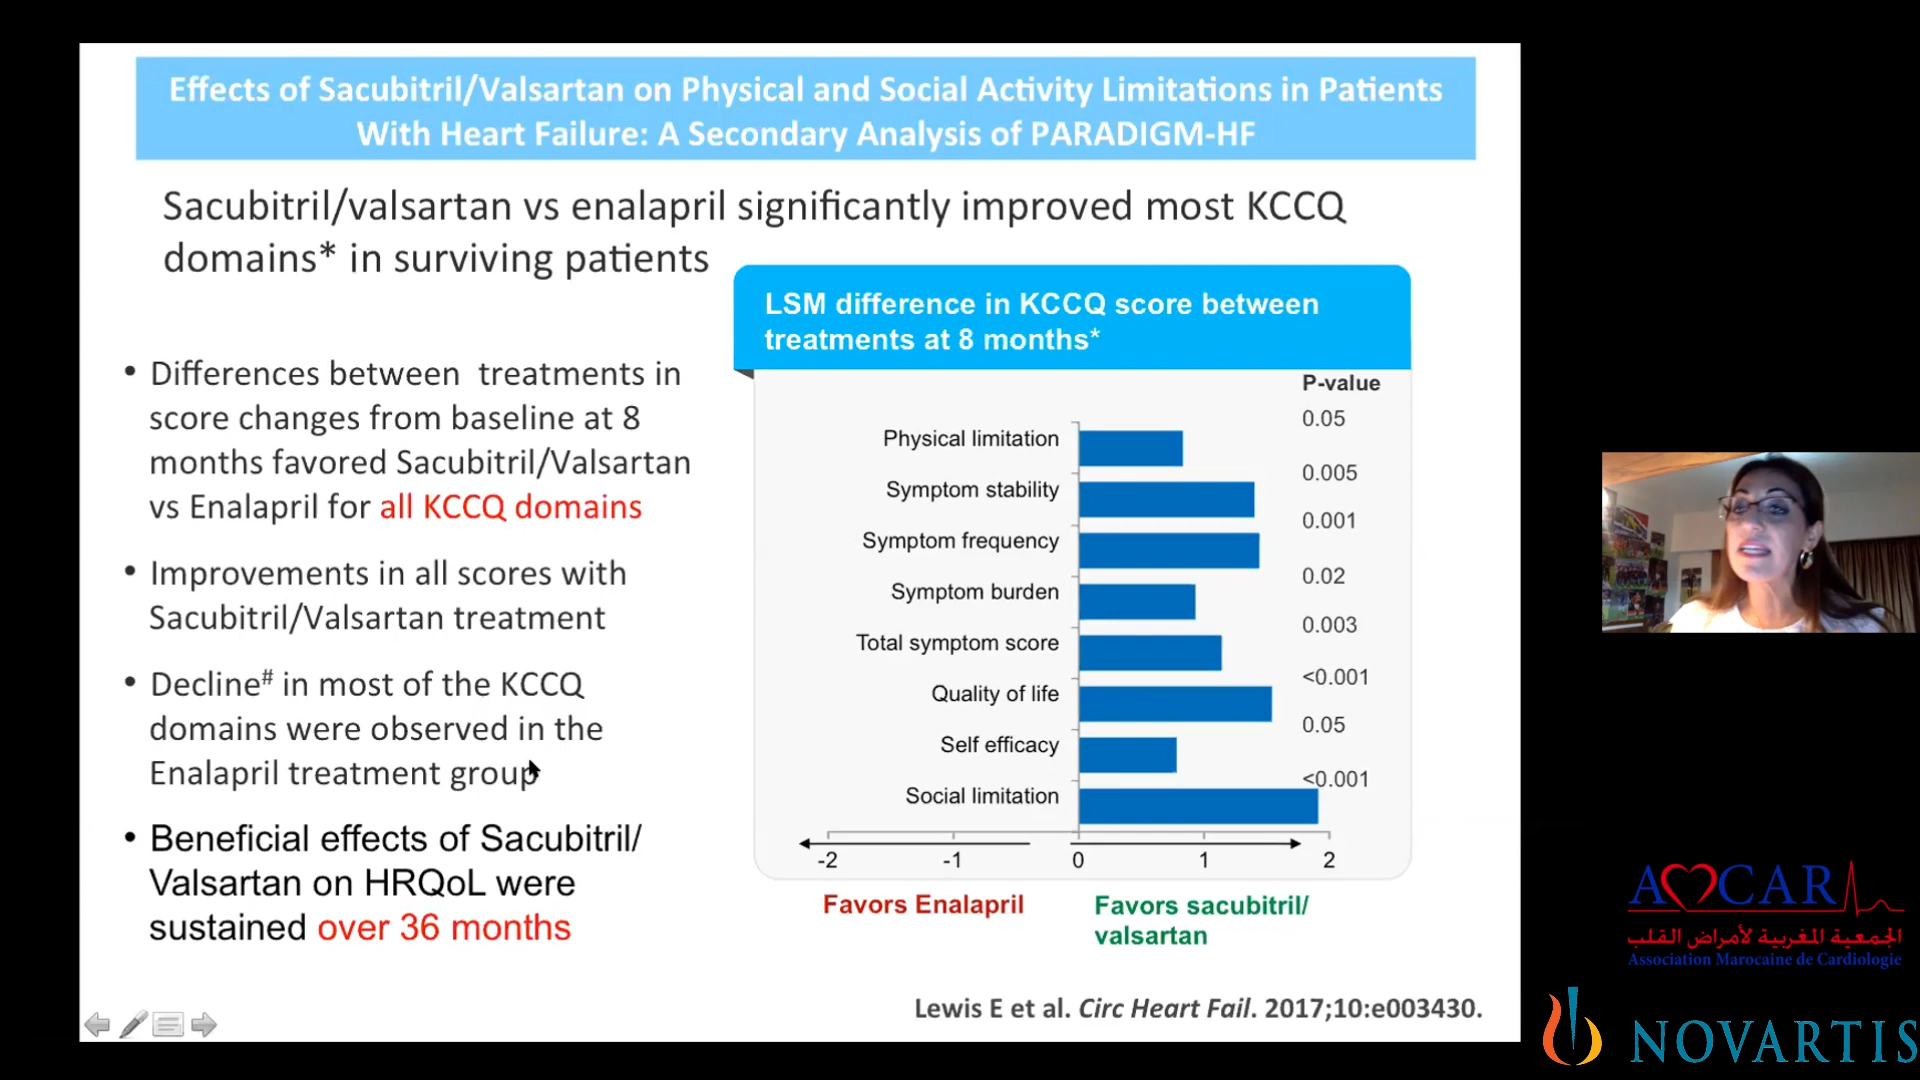 Effects of Sacubitril/Valsartan on Physical and Social Activity Limitations in Patients
With Heart Failure: A Secondary Analysis of PARADIGM-HF
Sacubitril/valsartan vs enalapril significantly improved most KCCQ
domains* in surviving patients
• Differences between treatments in
score changes from baseline at 8
months favored Sacubitril/Valsartan
vs Enalapril for all KCCQ domains
• Improvements in all scores with
Sacubitril/Valsartan treatment
• Decline# in most of the KCCQ
domains were observed in the
Enalapril treatment group
• Beneficial effects of Sacubitril/
Valsartan on HRQoL were
sustained over 36 months
LSM difference in KCCQ score between
treatments at 8 months*
P-value
Physical limitation 0.05
Symptom stability 0.005
Symptom frequency 0.001
Symptom burden 0.02
Total symptom score 0.003
Quality of life <0.001
Self efficacy 0.05
Social limitation <0.001
-2 -1 0 1 2
Favors Enalapril
Favors sacubitril/
valsartan
Lewis E et al. Circ Heart Fail. 2017;10:e003430.
AMCAR
الجمعية المغربية لأمراض القلب
Association Marocaine de Cardiologie
NOVARTIS